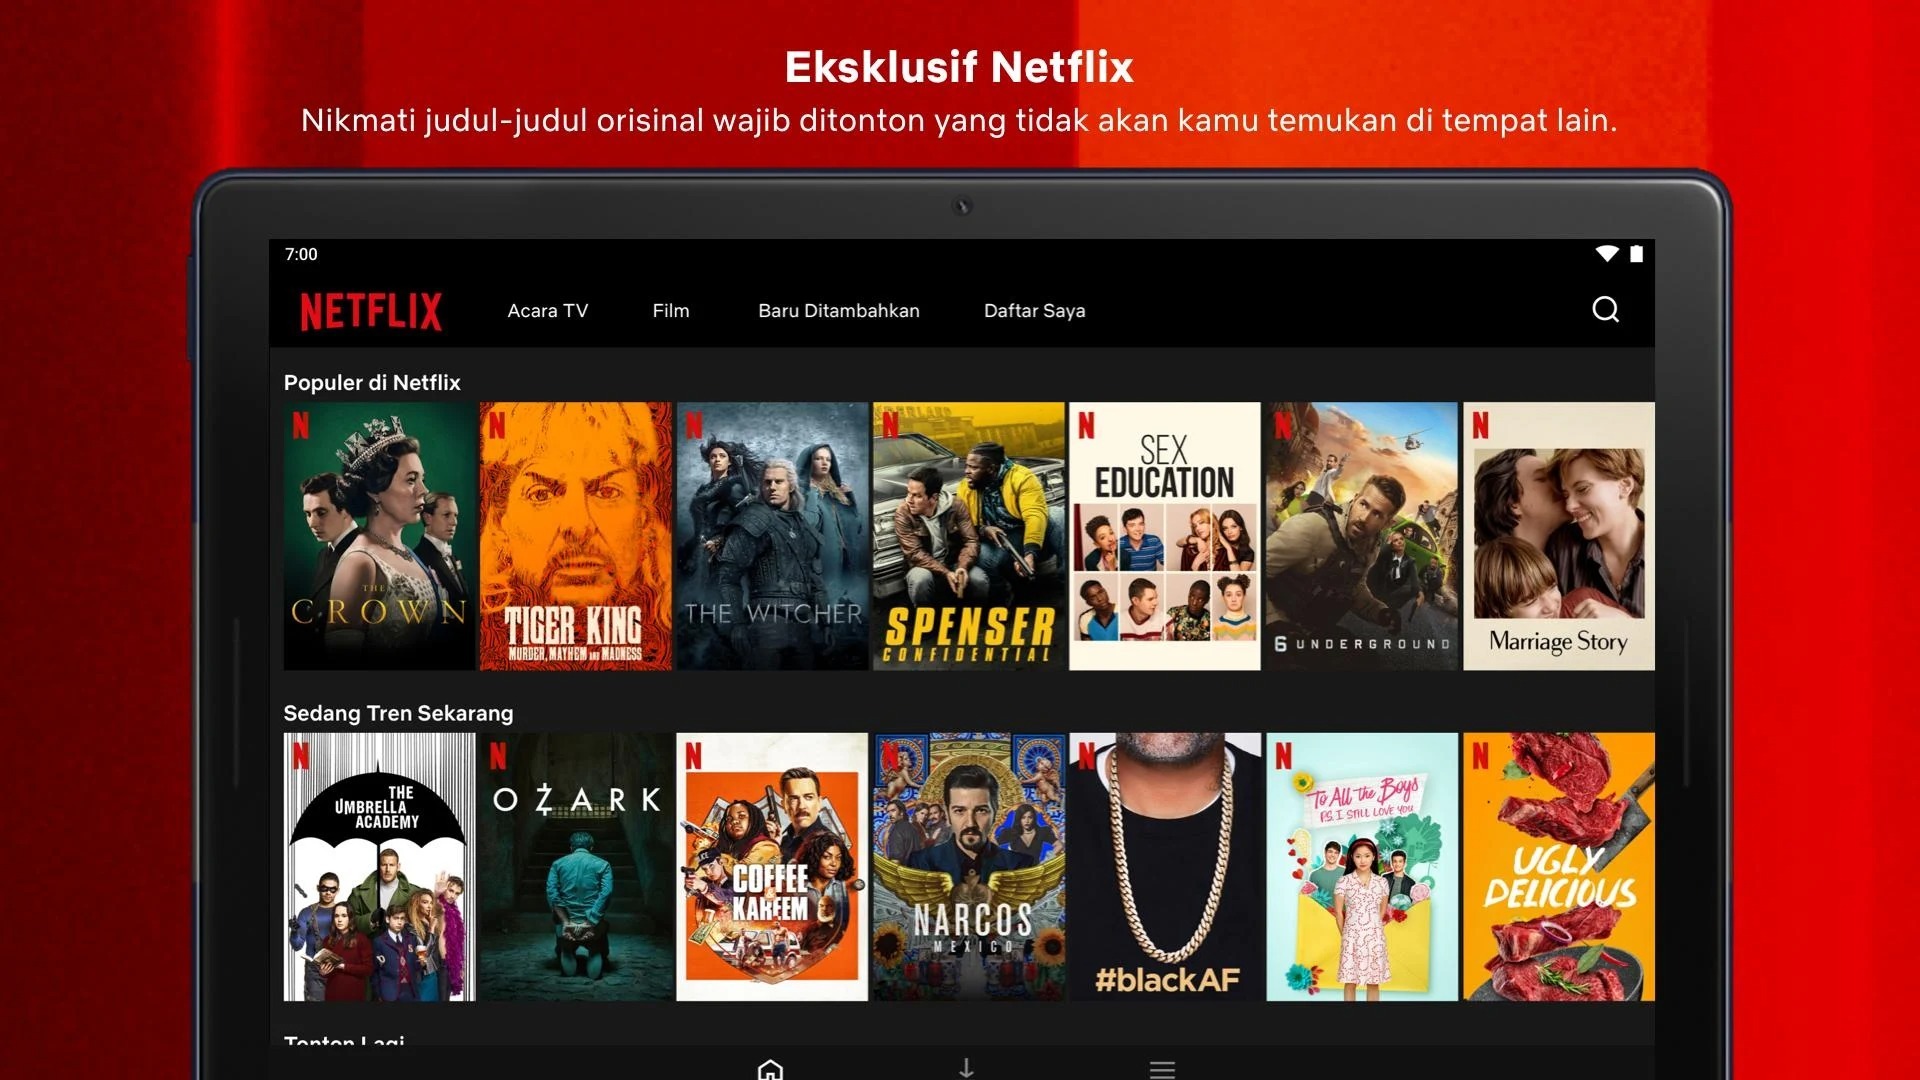 Eksklusif Netflix
Nikmati judul-judul orisinal wajib ditonton yang tidak akan kamu temukan di tempat lain.
7:00
NETFLIX
Acara TV
Film
Baru Ditambahkan
Daftar Saya
Populer di Netflix
N
THE
CROWN
N
TIGER KING
MURDER, MAYHEM AND MADNESS
N
THE WITCHER
N
SPENSER
CONFIDENTIAL
N
SEX
EDUCATION
N
6 UNDERGROUND
N
Marriage Story
Sedang Tren Sekarang
N
THE
UMBRELLA
ACADEMY
N
OZARK
N
COFFEE
KAREEM
N
NARCOS
MEXICO
N
#blackAF
N
To All the Boys
P.S. I STILL LOVE YOU
N
UGLY
DELICIOUS
Tonton Lagi